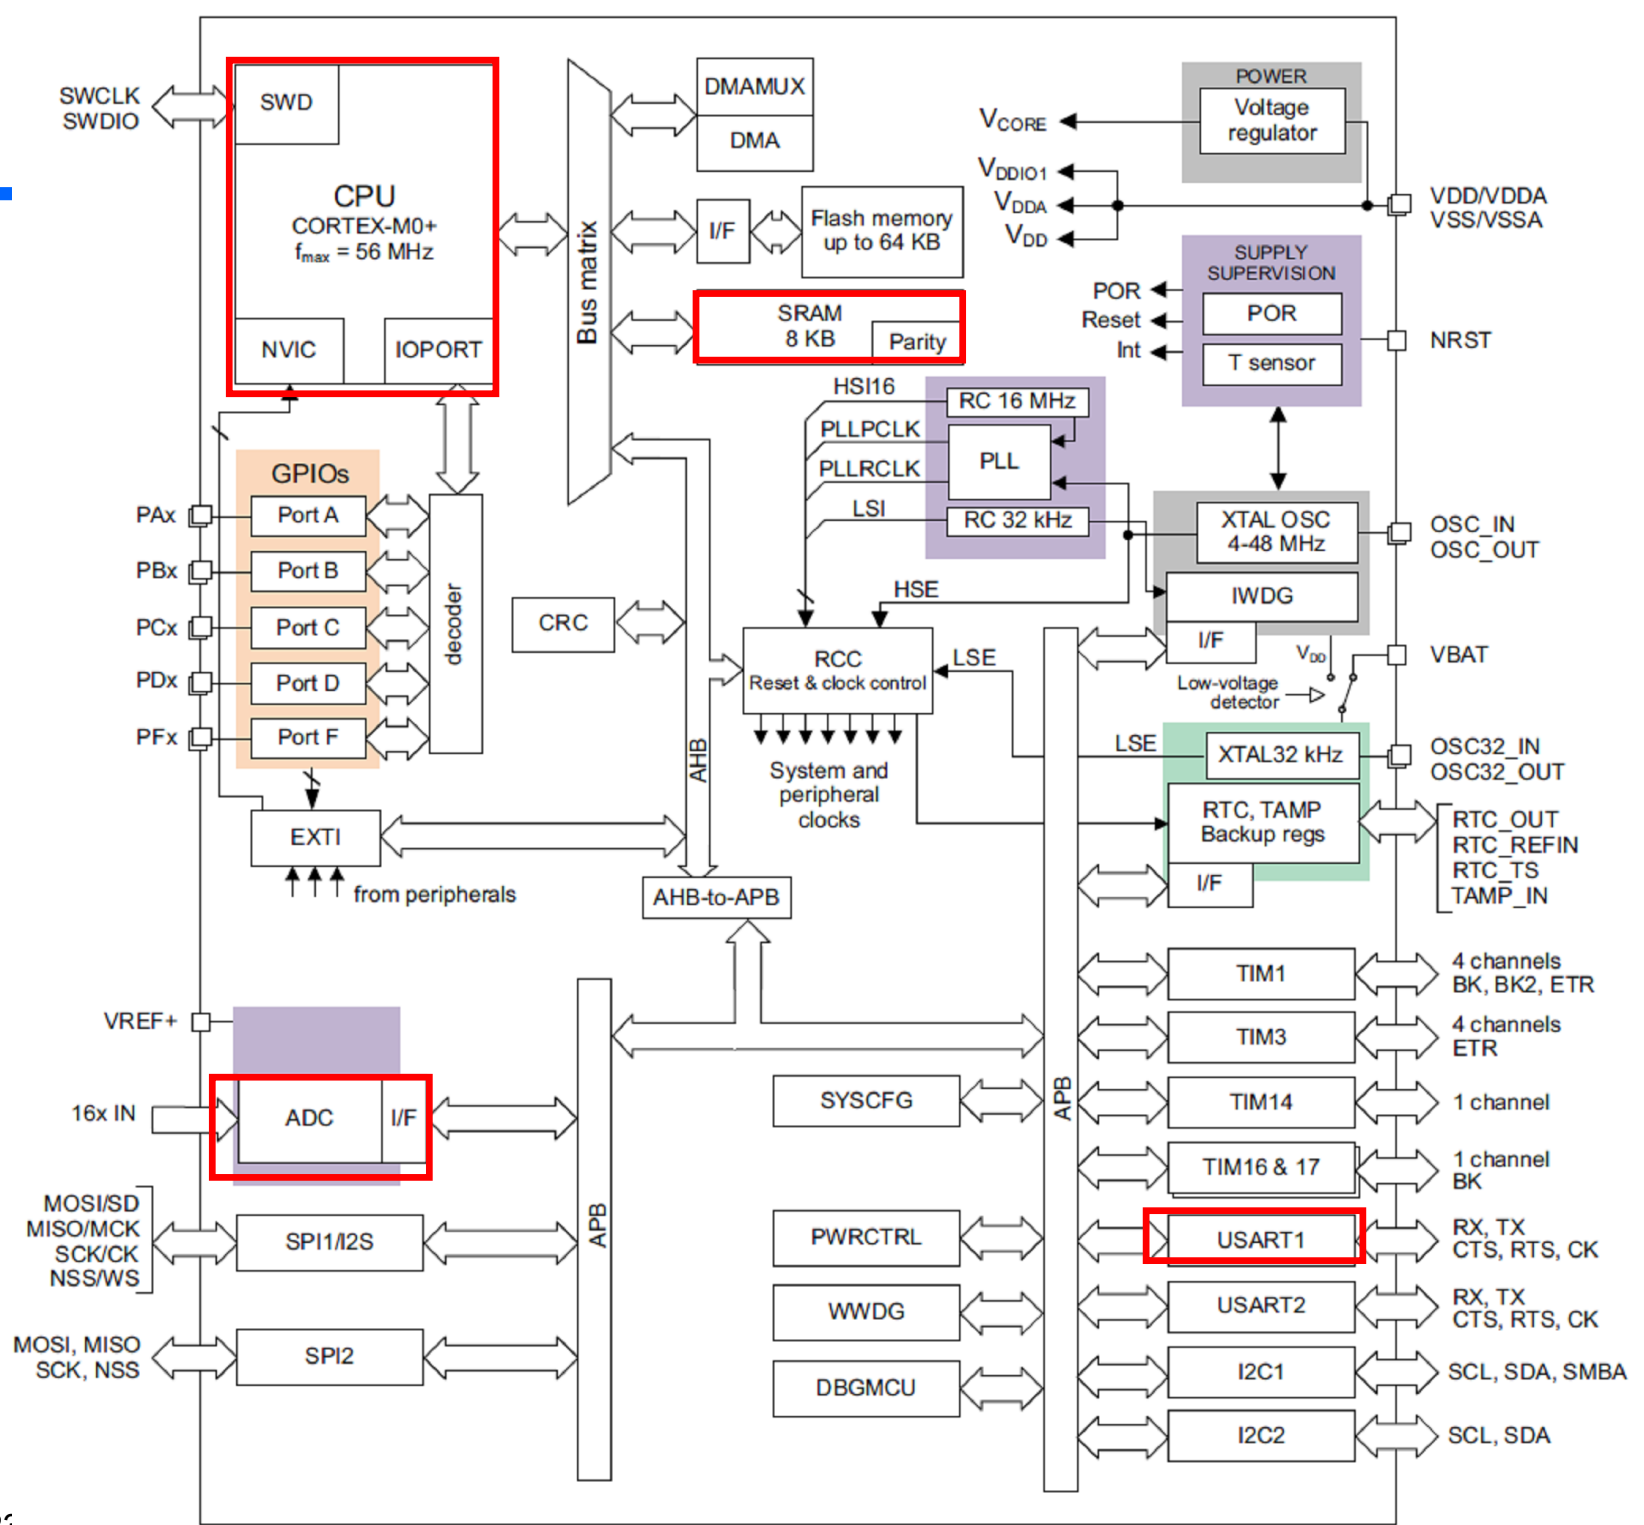 SWCLK
SWDIO
SWD
CPU
CORTEX-M0+
fmax = 56 MHz
NVIC
IOPORT
Bus matrix
DMAMUX
DMA
I/F
Flash memory
up to 64 KB
SRAM
8 KB
Parity
POWER
Voltage
regulator
VCORE
VDDIO1
VDDA
VDD
VDD/VDDA
VSS/VSSA
SUPPLY
SUPERVISION
POR
T sensor
POR
Reset
Int
NRST
HSI16
PLLPCLK
PLLRCLK
LSI
RC 16 MHz
PLL
RC 32 kHz
XTAL OSC
4-48 MHz
IWDG
I/F
OSC_IN
OSC_OUT
HSE
GPIOs
PAx
Port A
PBx
Port B
PCx
Port C
PDx
Port D
PFx
Port F
decoder
CRC
RCC
Reset & clock control
LSE
System and
peripheral
clocks
VDD
Low-voltage
detector
VBAT
LSE
XTAL32 kHz
OSC32_IN
OSC32_OUT
RTC, TAMP
Backup regs
I/F
RTC_OUT
RTC_REFIN
RTC_TS
TAMP_IN
AHB
EXTI
from peripherals
AHB-to-APB
VREF+
16x IN
ADC
I/F
MOSI/SD
MISO/MCK
SCK/CK
NSS/WS
SPI1/I2S
MOSI, MISO
SCK, NSS
SPI2
APB
SYSCFG
PWRCTRL
WWDG
DBGMCU
APB
TIM1
4 channels
BK, BK2, ETR
TIM3
4 channels
ETR
TIM14
1 channel
TIM16 & 17
1 channel
BK
USART1
RX, TX
CTS, RTS, CK
USART2
RX, TX
CTS, RTS, CK
I2C1
SCL, SDA, SMBA
I2C2
SCL, SDA